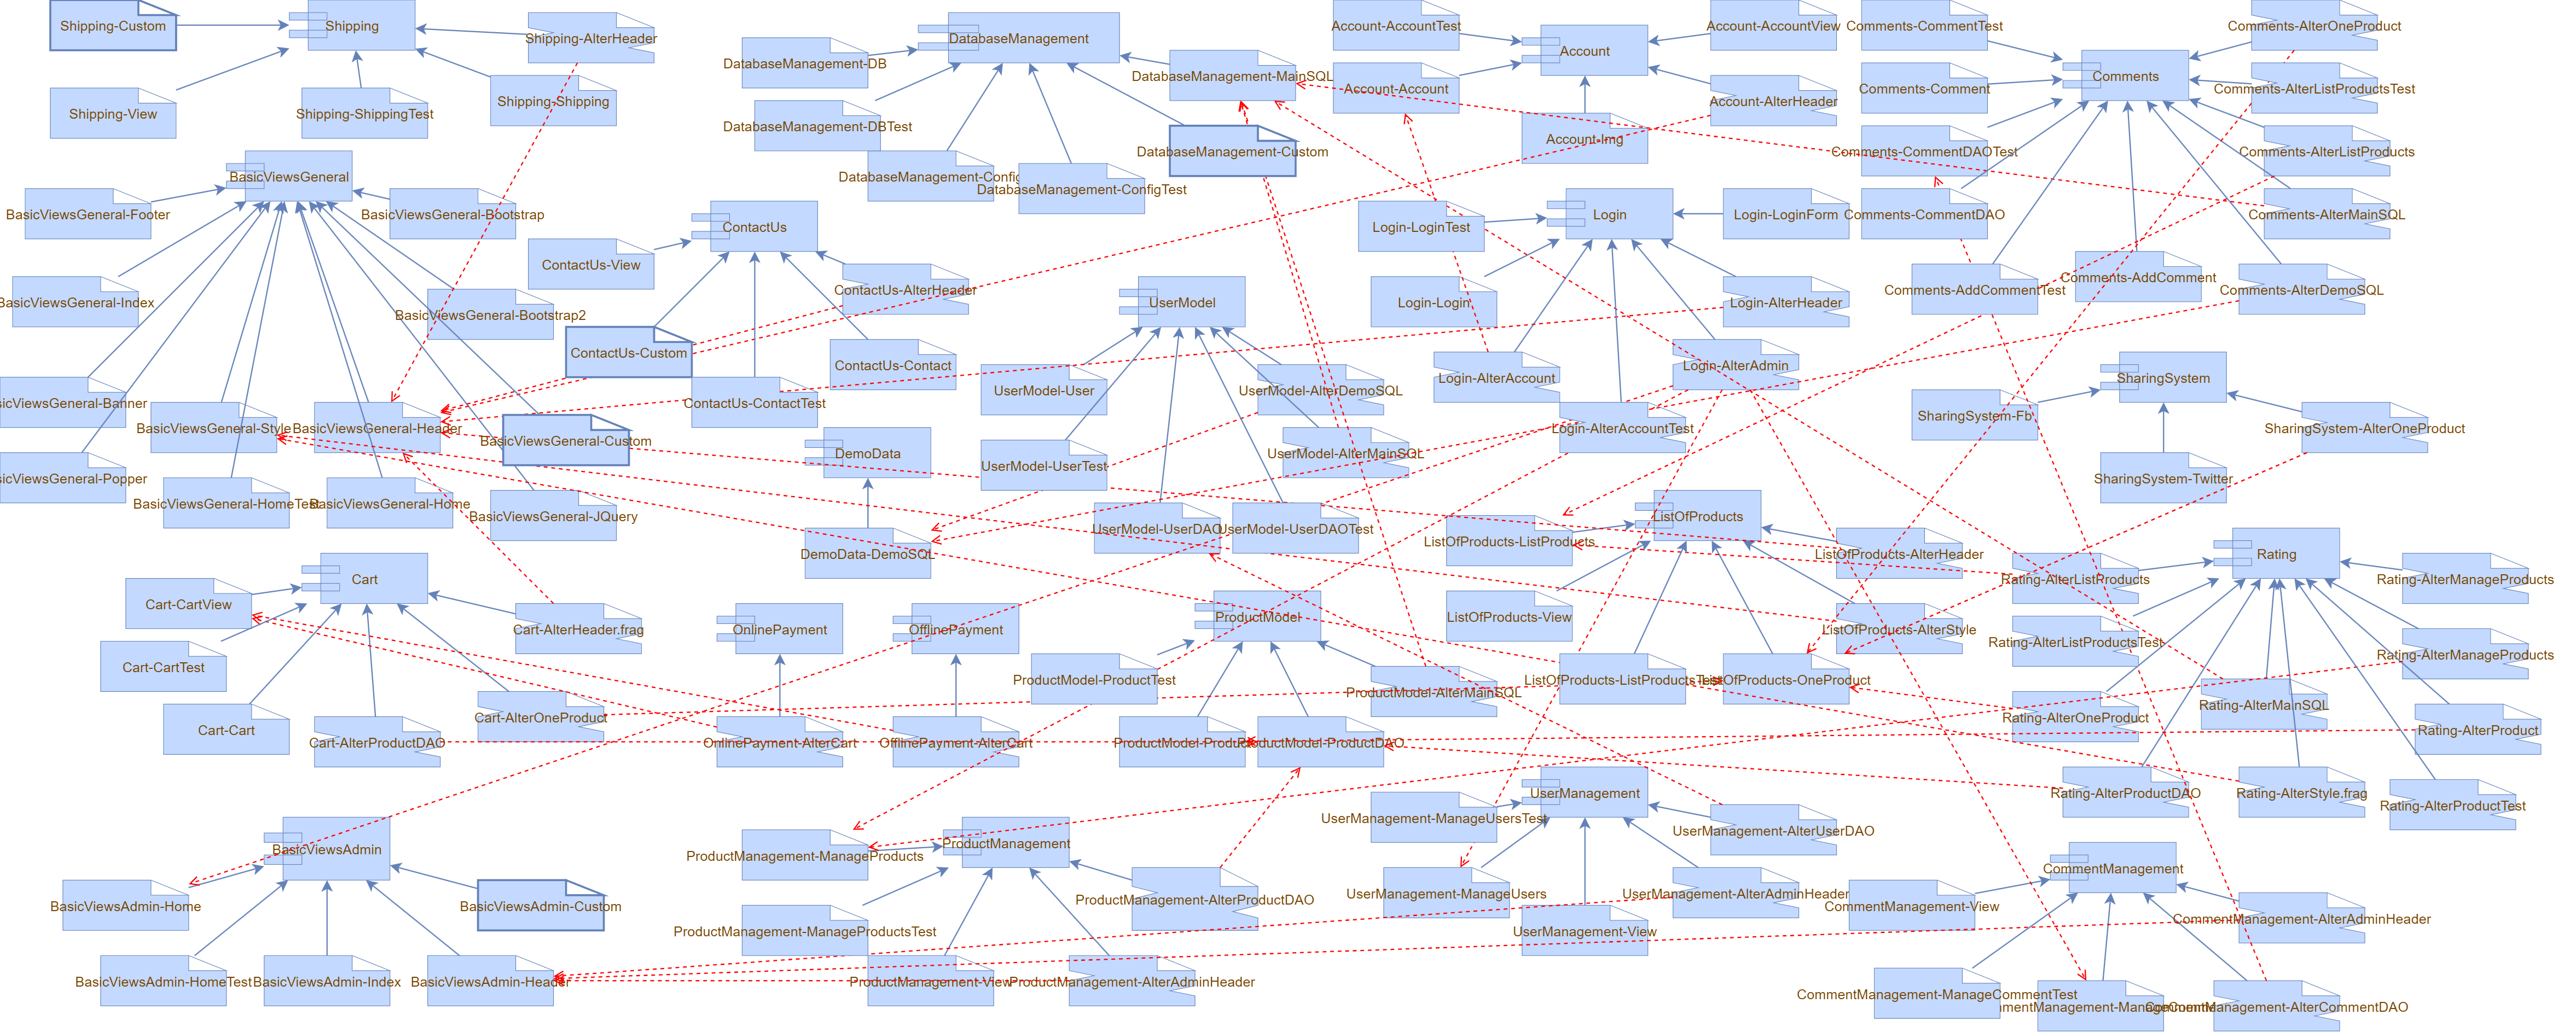 Shipping-Custom
Shipping
Shipping-AlterHeader
Shipping-View
Shipping-ShippingTest
Shipping-Shipping
DatabaseManagement
DatabaseManagement-DB
DatabaseManagement-MainSQL
DatabaseManagement-DBTest
DatabaseManagement-Custom
DatabaseManagement-Config
DatabaseManagement-ConfigTest
Account-AccountTest
Account
Account-AccountView
Account-Account
Account-AlterHeader
Account-Img
Comments-CommentTest
Comments-AlterOneProduct
Comments
Comments-Comment
Comments-AlterListProductsTest
Comments-CommentDAOTest
Comments-AlterListProducts
Comments-CommentDAO
Comments-AlterMainSQL
Comments-AddCommentTest
Comments-AddComment
Comments-AlterDemoSQL
BasicViewsGeneral
BasicViewsGeneral-Footer
BasicViewsGeneral-Bootstrap
BasicViewsGeneral-Index
BasicViewsGeneral-Bootstrap2
sicViewsGeneral-Banner
BasicViewsGeneral-Style
BasicViewsGeneral-Header
BasicViewsGeneral-Custom
sicViewsGeneral-Popper
BasicViewsGeneral-HomeTest
BasicViewsGeneral-Home
BasicViewsGeneral-JQuery
ContactUs
ContactUs-View
ContactUs-AlterHeader
ContactUs-Custom
ContactUs-Contact
ContactUs-ContactTest
Login
Login-LoginTest
Login-LoginForm
Login-Login
Login-AlterHeader
Login-AlterAccount
Login-AlterAdmin
Login-AlterAccountTest
UserModel
UserModel-User
UserModel-AlterDemoSQL
UserModel-UserTest
UserModel-AlterMainSQL
UserModel-UserDAO
UserModel-UserDAOTest
DemoData
DemoData-DemoSQL
SharingSystem
SharingSystem-Fb
SharingSystem-AlterOneProduct
SharingSystem-Twitter
ListOfProducts
ListOfProducts-ListProducts
ListOfProducts-AlterHeader
ListOfProducts-View
ListOfProducts-AlterStyle
ListOfProducts-ListProductsTest
ListOfProducts-OneProduct
Rating
Rating-AlterListProducts
Rating-AlterManageProducts
Rating-AlterListProductsTest
Rating-AlterManageProducts
Rating-AlterOneProduct
Rating-AlterMainSQL
Rating-AlterProduct
Rating-AlterProductDAO
Rating-AlterStyle.frag
Rating-AlterProductTest
Cart
Cart-CartView
Cart-AlterHeader.frag
Cart-CartTest
Cart-Cart
Cart-AlterOneProduct
Cart-AlterProductDAO
OnlinePayment
OnlinePayment-AlterCart
OfflinePayment
OfflinePayment-AlterCart
ProductModel
ProductModel-ProductTest
ProductModel-AlterMainSQL
ProductModel-ProductDAO
UserManagement
UserManagement-ManageUsersTest
UserManagement-AlterUserDAO
UserManagement-ManageUsers
UserManagement-AlterAdminHeader
UserManagement-View
BasicViewsAdmin
BasicViewsAdmin-Home
BasicViewsAdmin-Custom
BasicViewsAdmin-HomeTest
BasicViewsAdmin-Index
BasicViewsAdmin-Header
ProductManagement
ProductManagement-ManageProducts
ProductManagement-AlterProductDAO
ProductManagement-ManageProductsTest
ProductManagement-View
ProductManagement-AlterAdminHeader
CommentManagement
CommentManagement-View
CommentManagement-AlterAdminHeader
CommentManagement-ManageCommentTest
CommentManagement-AlterCommentDAO